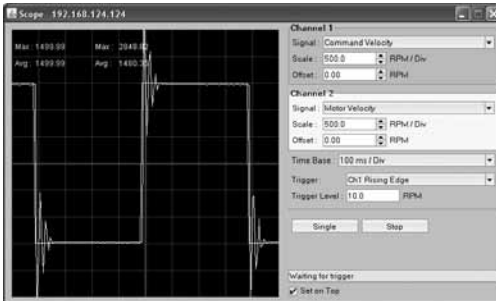 Scope 192.168.124.124
Max: 1499.99 Max: 2849.82
Avg: 1499.99 Avg: 1480.35
Channel 1
Signal: Command Velocity
Scale: 500.0 RPM / Div
Offset: 0.00 RPM
Channel 2
Signal: Motor Velocity
Scale: 500.0 RPM / Div
Offset: 0.00 RPM
Time Base: 100 ms / Div
Trigger: Ch1 Rising Edge
Trigger Level: 10.0 RPM
Single Stop
Waiting for trigger
Set on Top